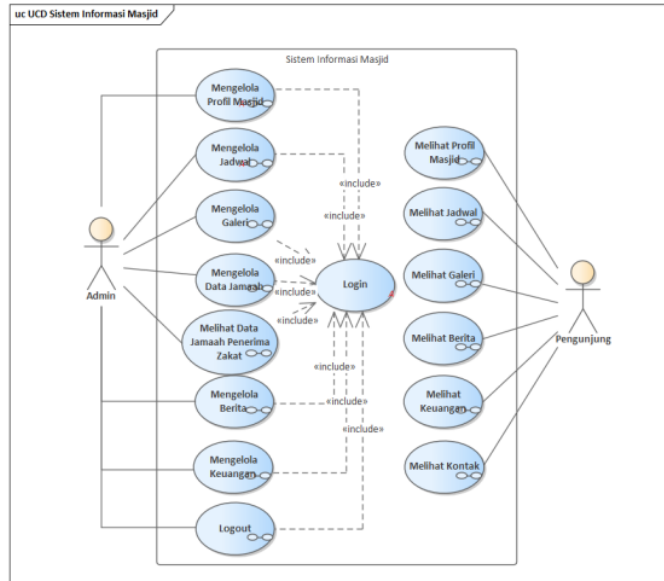 uc UCD Sistem Informasi Masjid
Sistem Informasi Masjid
Mengelola
Profil Masjid
Mengelola
Jadwal
Mengelola
Galeri
Mengelola
Data Jamaah
Melihat Data
Jamaah Penerima
Zakat
Mengelola
Berita
Mengelola
Keuangan
Logout
Admin
«include»
«include»
«include»
«include»
«include»
«include»
«include»
«include»
Login
Melihat Profil
Masjid
Melihat Jadwal
Melihat Galeri
Melihat Berita
Melihat
Keuangan
Melihat Kontak
Pengunjung